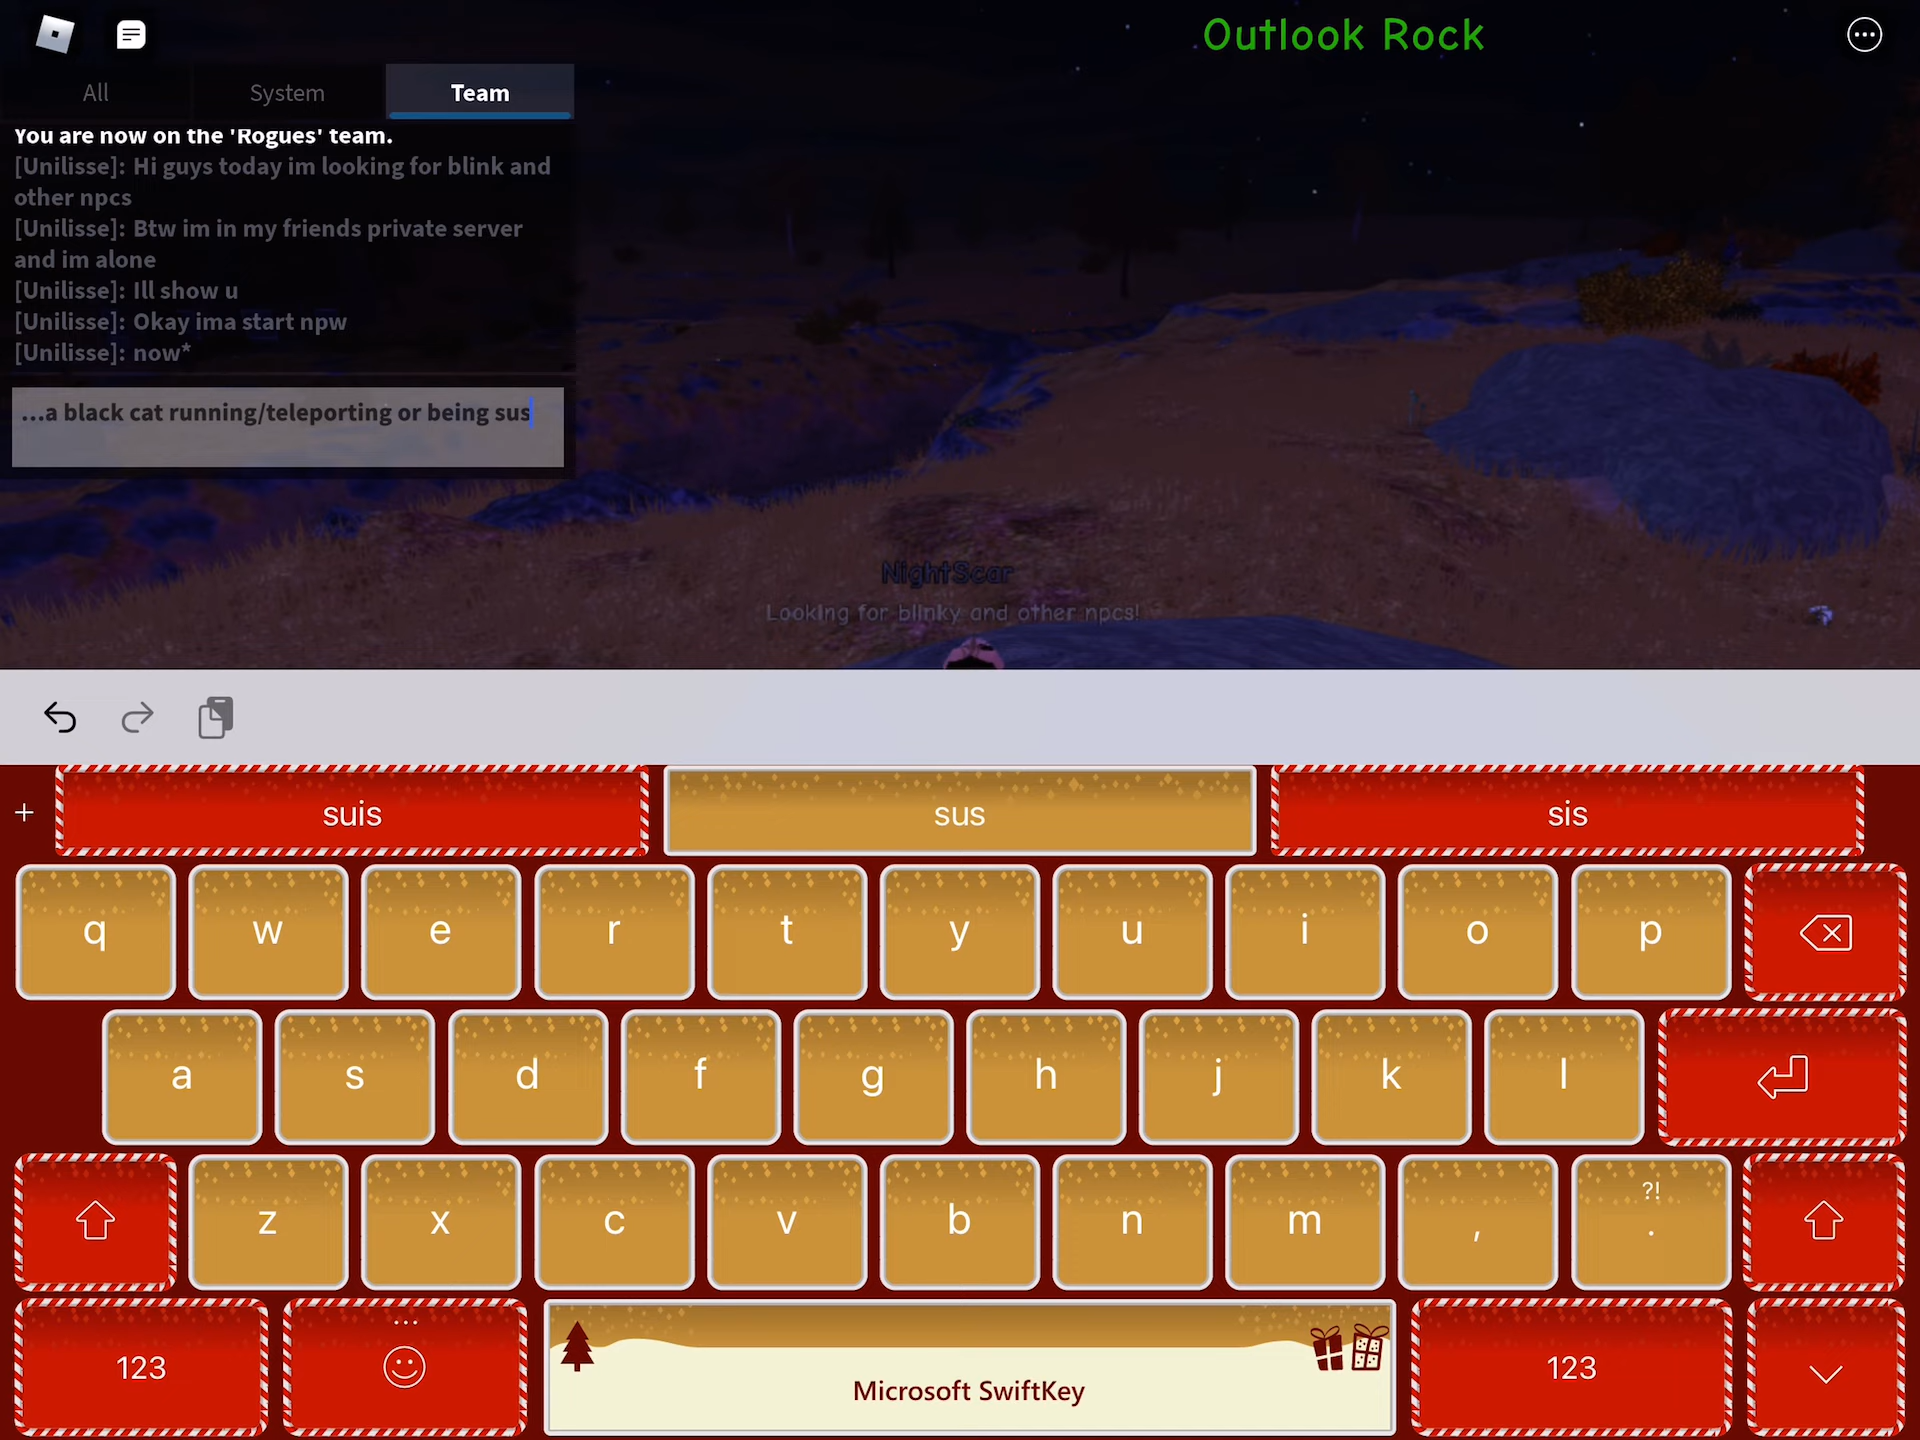 Outlook Rock
All System Team
You are now on the 'Rogues' team.
[Unilisse]: Hi guys today im looking for blink and
other npcs
[Unilisse]: Btw im in my friends private server
and im alone
[Unilisse]: Ill show u
[Unilisse]: Okay ima start npw
[Unilisse]: now*
...a black cat running/teleporting or being sus
NightScar
Looking for blinky and other npcs!
suis sus sis
q w e r t y u i o p
a s d f g h j k l
z x c v b n m , ?! .
123 Microsoft SwiftKey 123